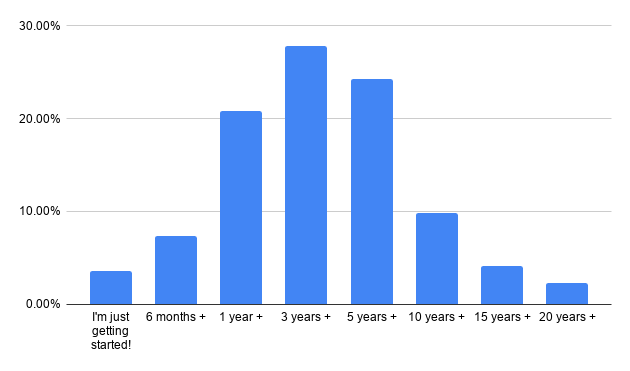 30.00%
20.00%
10.00%
0.00%
I'm just
getting
started!
6 months +
1 year +
3 years +
5 years +
10 years +
15 years +
20 years +